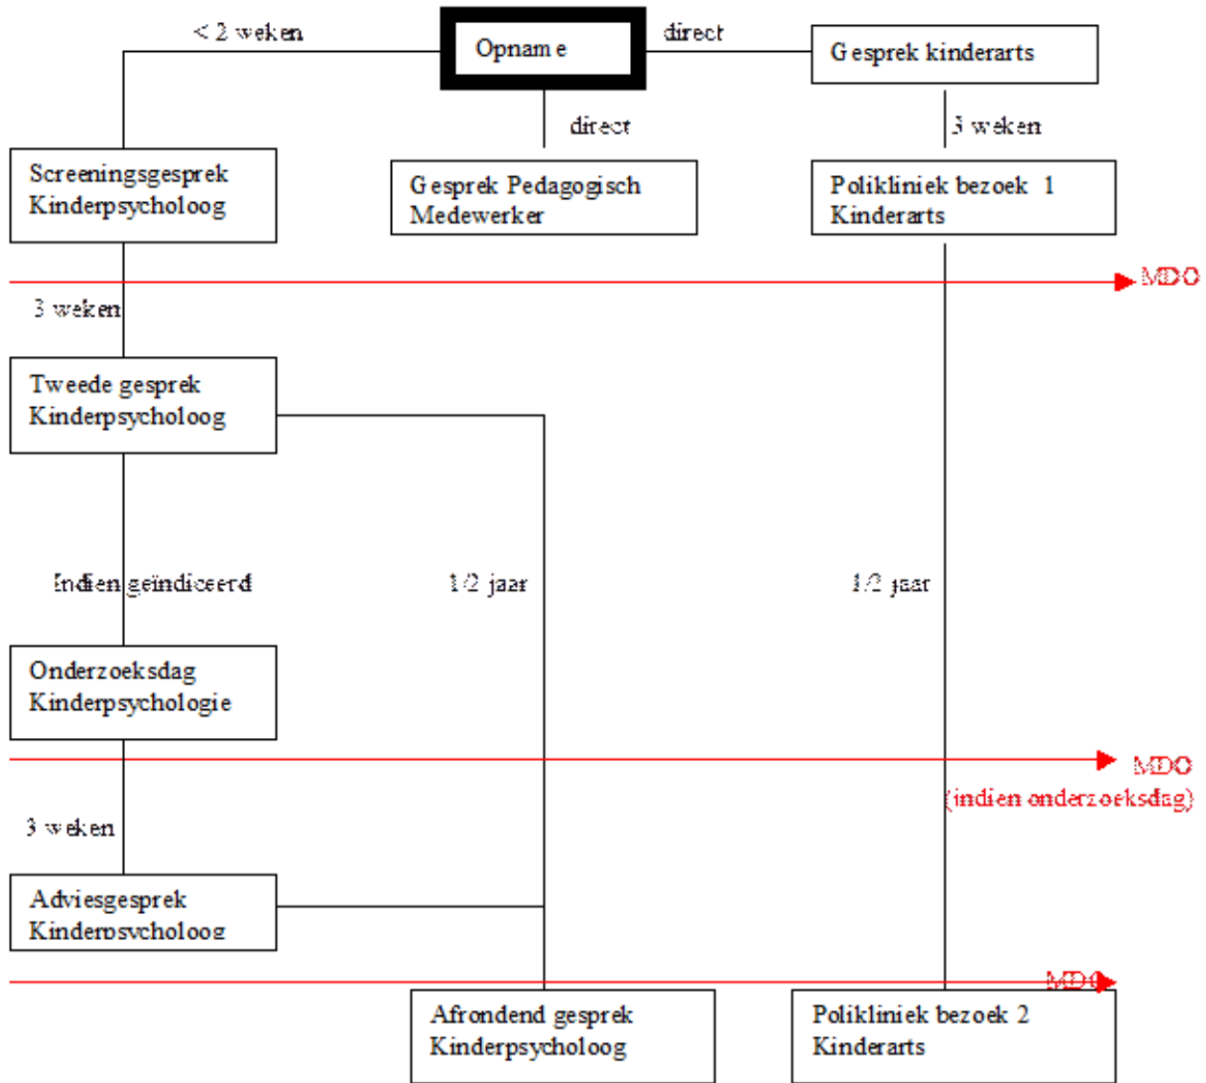 < 2 weken
Opname
direct
Gesprek kinderarts
direct
3 weken
Screeningsgesprek
Kinderpsycholoog
Gesprek Pedagogisch
Medewerker
Polikliniek bezoek 1
Kinderarts
MDO
3 weken
Tweede gesprek
Kinderpsycholoog
Indien geïndiceerd
1/2 jaar
1/2 jaar
Onderzoeksdag
Kinderpsychologie
MDO
(indien onderzoeksdag)
3 weken
Adviesgesprek
Kinderpsycholoog
MDO
Afrondend gesprek
Kinderpsycholoog
Polikliniek bezoek 2
Kinderarts